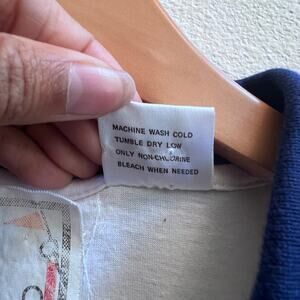 MACHINE WASH COLD
TUMBLE DRY LOW
ONLY NON-CHLORINE
BLEACH WHEN NEEDED